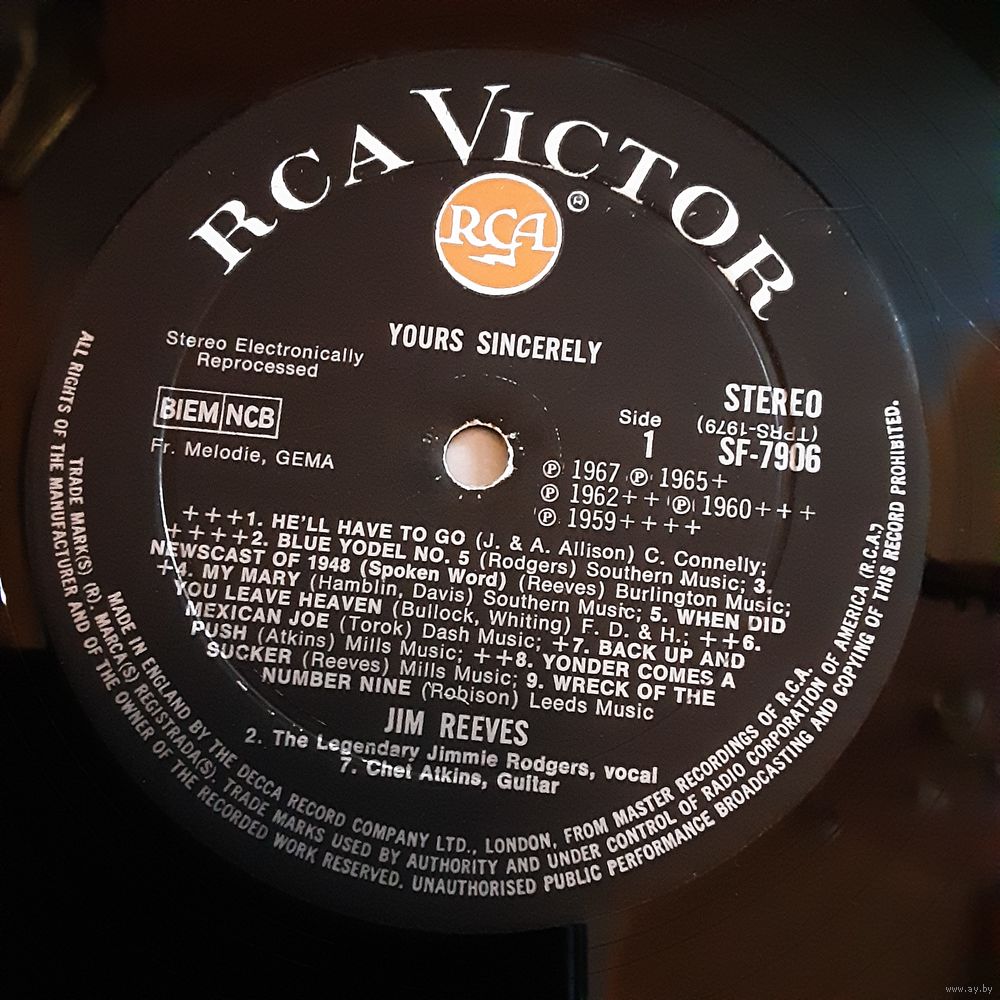 RCA VICTOR
RCA
®
YOURS SINCERELY
Stereo Electronically
Reprocessed
BIEM NCB
Fr. Melodie, GEMA
STEREO
(TPRS-1979)
SF-7906
Side
1
℗ 1967 ℗ 1965+
℗ 1962++ ℗ 1960+++
℗ 1959++++
+++1. HE'LL HAVE TO GO (J. & A. Allison) C. Connelly;
++++2. BLUE YODEL NO. 5 (Rodgers) Southern Music; 3.
NEWSCAST OF 1948 (Spoken Word) (Reeves) Burlington Music;
+4. MY MARY (Hamblin, Davis) Southern Music; 5. WHEN DID
YOU LEAVE HEAVEN (Bullock, Whiting) F. D. & H.; ++6.
MEXICAN JOE (Torok) Dash Music; +7. BACK UP AND
PUSH (Atkins) Mills Music; ++8. YONDER COMES A
SUCKER (Reeves) Mills Music; 9. WRECK OF THE
NUMBER NINE (Robison) Leeds Music
JIM REEVES
2. The Legendary Jimmie Rodgers, vocal
7. Chet Atkins, Guitar
MADE IN ENGLAND BY THE DECCA RECORD COMPANY LTD., LONDON, FROM MASTER RECORDINGS OF R.C.A.
TRADE MARK(S) (R). MARCA(S) REGISTRADA(S). TRADE MARKS USED BY AUTHORITY AND UNDER CONTROL OF RADIO CORPORATION OF AMERICA (R.C.A.)
ALL RIGHTS OF THE MANUFACTURER AND OF THE OWNER OF THE RECORDED WORK RESERVED. UNAUTHORISED PUBLIC PERFORMANCE BROADCASTING AND COPYING OF THIS RECORD PROHIBITED.
www.ay.by